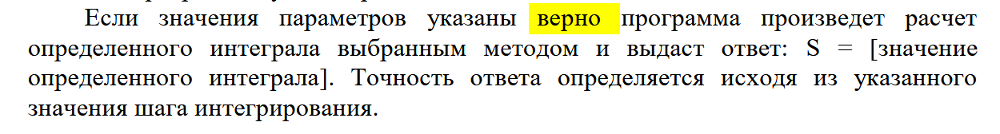 Если значения параметров указаны верно программа произведет расчет
определенного интеграла выбранным методом и выдаст ответ: S = [значение
определенного интеграла]. Точность ответа определяется исходя из указанного
значения шага интегрирования.